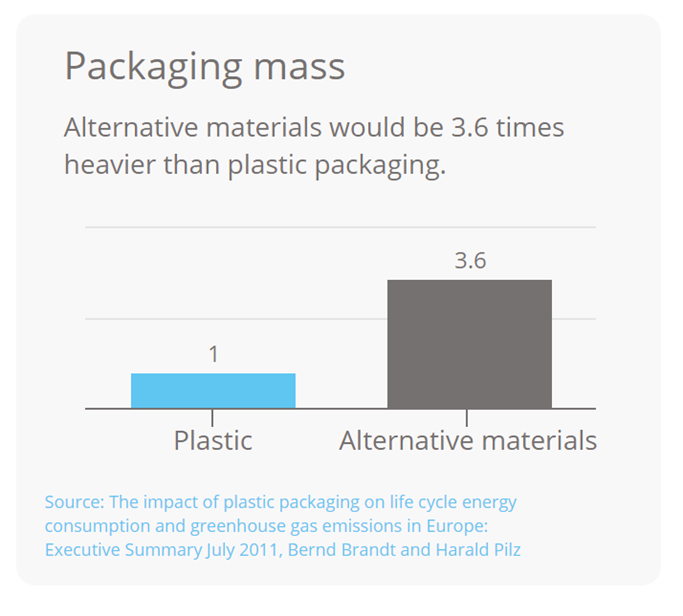 Packaging mass
Alternative materials would be 3.6 times
heavier than plastic packaging.
3.6
1
Plastic
Alternative materials
Source: The impact of plastic packaging on life cycle energy
consumption and greenhouse gas emissions in Europe:
Executive Summary July 2011, Bernd Brandt and Harald Pilz